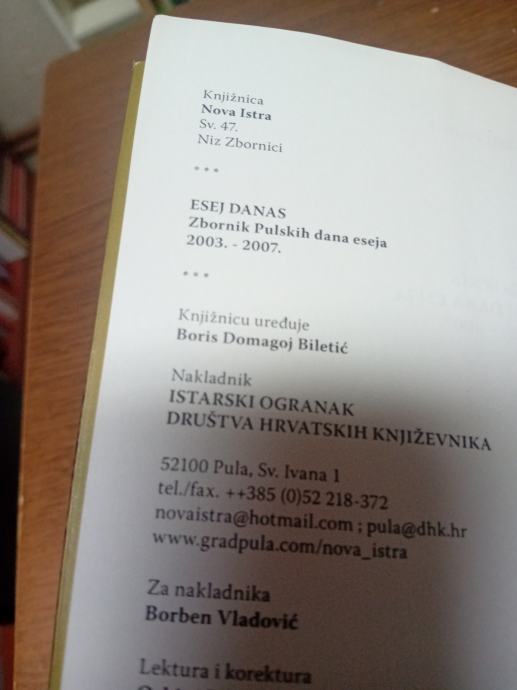 Knjižnica
Nova Istra
Sv. 47.
Niz Zbornici
***
ESEJ DANAS
Zbornik Pulskih dana eseja
2003. - 2007.
***
Knjižnicu uređuje
Boris Domagoj Biletić
Nakladnik
ISTARSKI OGRANAK
DRUŠTVA HRVATSKIH KNJIŽEVNIKA
52100 Pula, Sv. Ivana 1
tel./fax. ++385 (0)52 218-372
novaistra@hotmail.com ; pula@dhk.hr
www.gradpula.com/nova_istra
Za nakladnika
Borben Vladović
Lektura i korektura